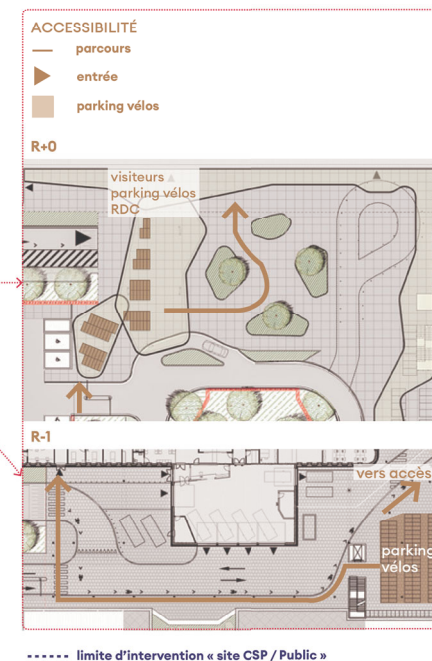 ACCESSIBILITÉ
parcours
entrée
parking vélos
R+0
visiteurs
parking vélos
RDC
R-1
vers accès
parking
vélos
limite d'intervention « site CSP / Public »